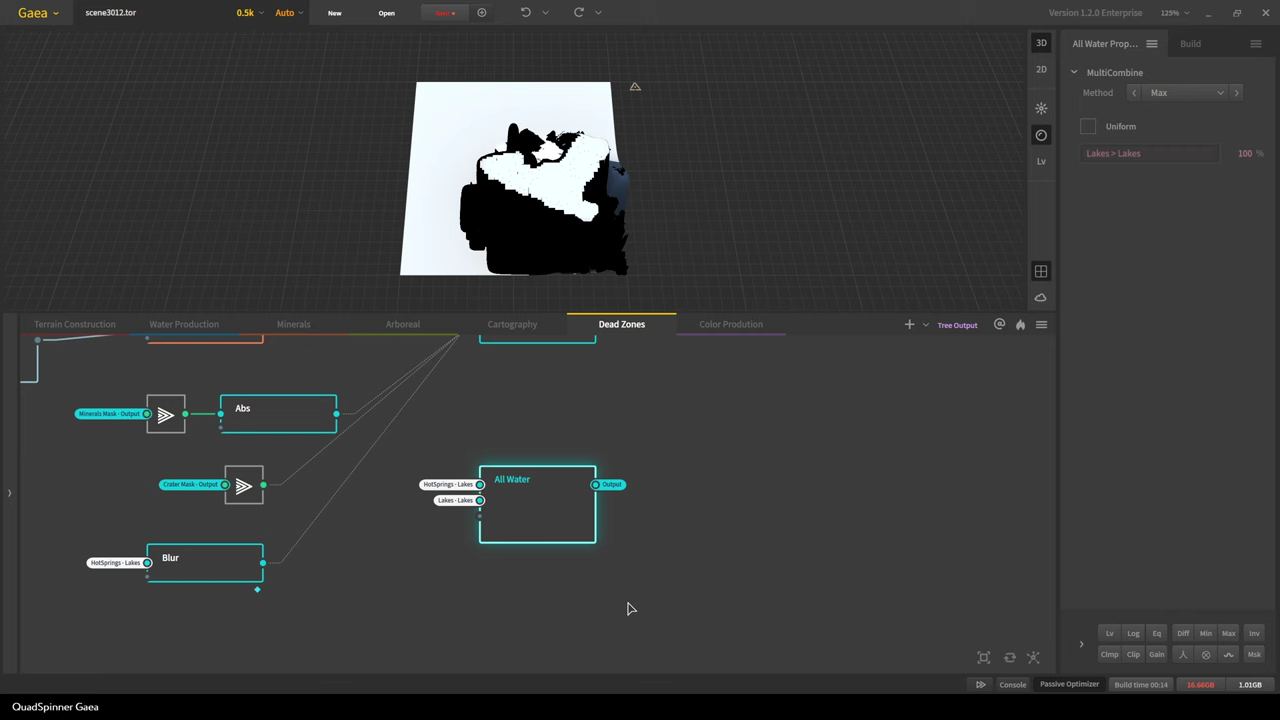 Gaea
scene3012.tor
0.5k
Auto
New
Open
Version 1.2.0 Enterprise
125%
3D
2D
Lv
All Water Prop...
Build
MultiCombine
Method
Max
Uniform
Lakes > Lakes
100 %
Terrain Construction
Water Production
Minerals
Arboreal
Cartography
Dead Zones
Color Prodution
Tree Output
Minerals Mask - Output
Abs
Crater Mask - Output
HotSprings - Lakes
Blur
HotSprings - Lakes
Lakes - Lakes
All Water
Output
Lv Log Eq Diff Min Max Inv
Clmp Clip Gain Msk
Console
Passive Optimizer
Build time 00:14
16.66GB
1.01GB
QuadSpinner Gaea